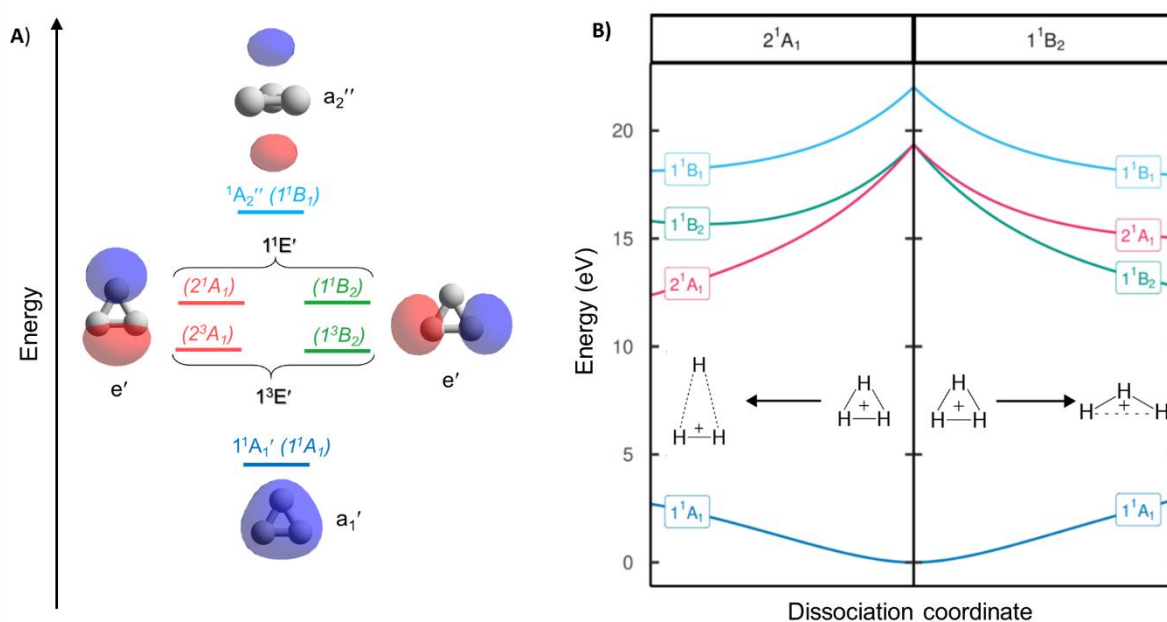 A)
Energy
a₂′′
¹A₂′′ (1¹B₁)
1¹E′
(2¹A₁) (1¹B₂)
(2³A₁) (1³B₂)
e′ e′
1³E′
1¹A₁′ (1¹A₁)
a₁′
B)
2¹A₁ 1¹B₂
Energy (eV)
20
15
10
5
0
1¹B₁ 1¹B₁
1¹B₂ 2¹A₁
2¹A₁ 1¹B₂
H H H H
+ + + H + H
H H H H H H
1¹A₁ 1¹A₁
Dissociation coordinate